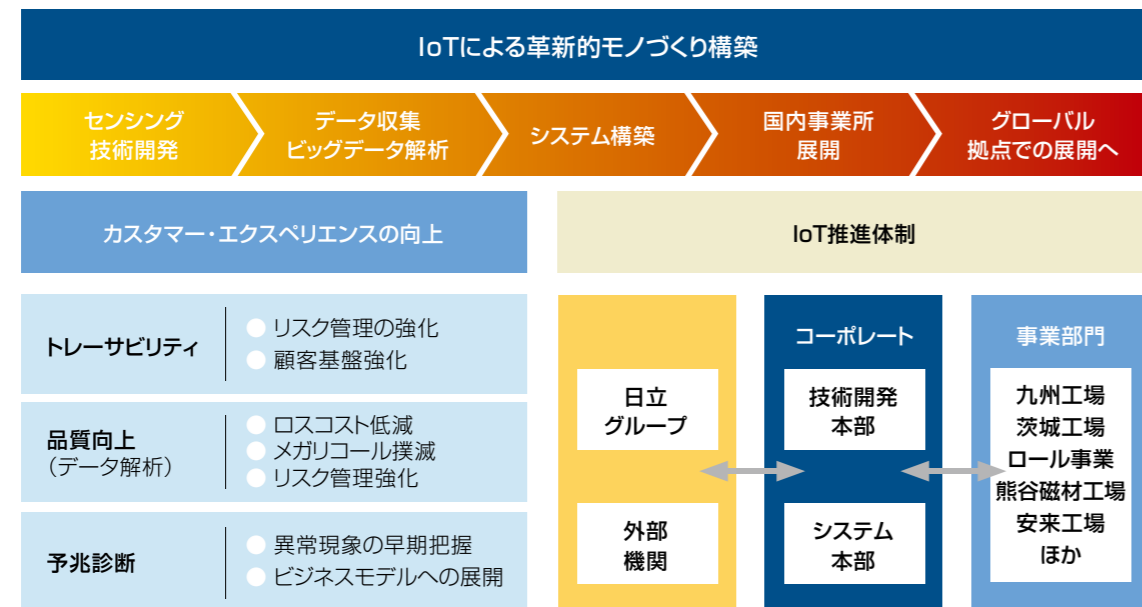 IoTによる革新的モノづくり構築
センシング
技術開発
データ収集
ビッグデータ解析
システム構築
国内事業所
展開
グローバル
拠点での展開へ
カスタマー・エクスペリエンスの向上
トレーサビリティ
リスク管理の強化
顧客基盤強化
品質向上
（データ解析）
ロスコスト低減
メガリコール撲滅
リスク管理強化
予兆診断
異常現象の早期把握
ビジネスモデルへの展開
IoT推進体制
日立
グループ
外部
機関
コーポレート
技術開発
本部
システム
本部
事業部門
九州工場
茨城工場
ロール事業
熊谷磁材工場
安来工場
ほか